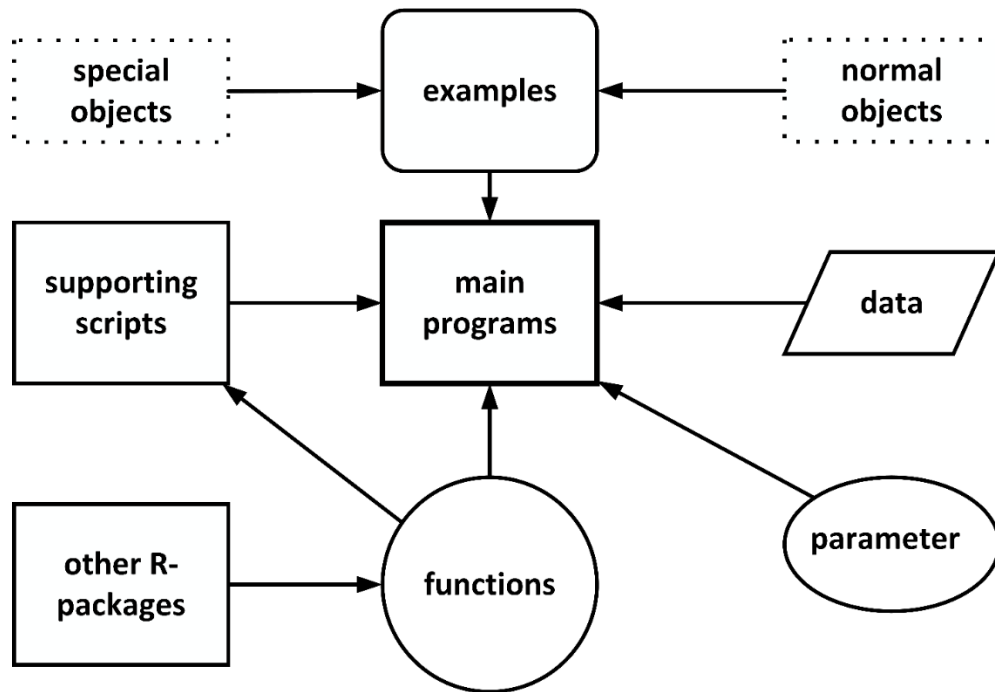 special
objects
examples
normal
objects
supporting
scripts
main
programs
data
other R-
packages
functions
parameter